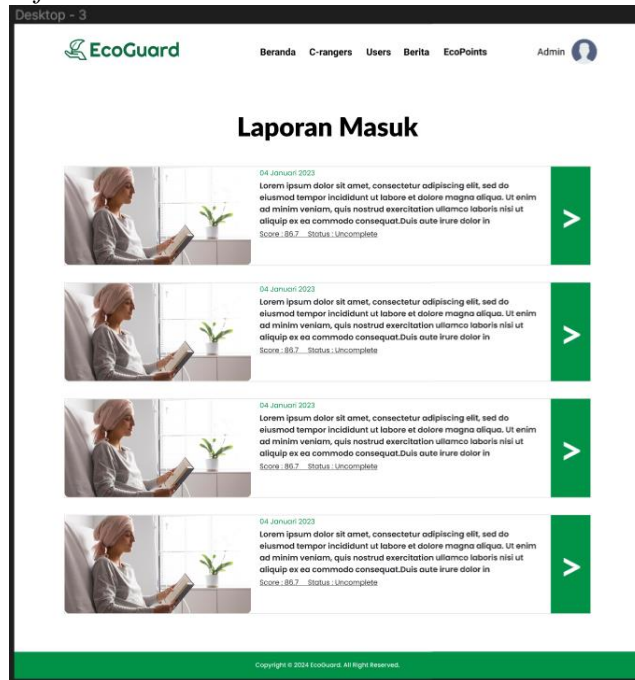 Desktop - 3
EcoGuard
Beranda C-rangers Users Berita EcoPoints
Admin
Laporan Masuk
04 Januari 2023
Lorem ipsum dolor sit amet, consectetur adipiscing elit, sed do
eiusmod tempor incididunt ut labore et dolore magna aliqua. Ut enim
ad minim veniam, quis nostrud exercitation ullamco laboris nisi ut
aliquip ex ea commodo consequat.Duis aute irure dolor in
Score : 86.7 Status : Uncomplete
>
04 Januari 2023
Lorem ipsum dolor sit amet, consectetur adipiscing elit, sed do
eiusmod tempor incididunt ut labore et dolore magna aliqua. Ut enim
ad minim veniam, quis nostrud exercitation ullamco laboris nisi ut
aliquip ex ea commodo consequat.Duis aute irure dolor in
Score : 86.7 Status : Uncomplete
>
04 Januari 2023
Lorem ipsum dolor sit amet, consectetur adipiscing elit, sed do
eiusmod tempor incididunt ut labore et dolore magna aliqua. Ut enim
ad minim veniam, quis nostrud exercitation ullamco laboris nisi ut
aliquip ex ea commodo consequat.Duis aute irure dolor in
Score : 86.7 Status : Uncomplete
>
04 Januari 2023
Lorem ipsum dolor sit amet, consectetur adipiscing elit, sed do
eiusmod tempor incididunt ut labore et dolore magna aliqua. Ut enim
ad minim veniam, quis nostrud exercitation ullamco laboris nisi ut
aliquip ex ea commodo consequat.Duis aute irure dolor in
Score : 86.7 Status : Uncomplete
>
Copyright © 2024 EcoGuard. All Right Reserved.